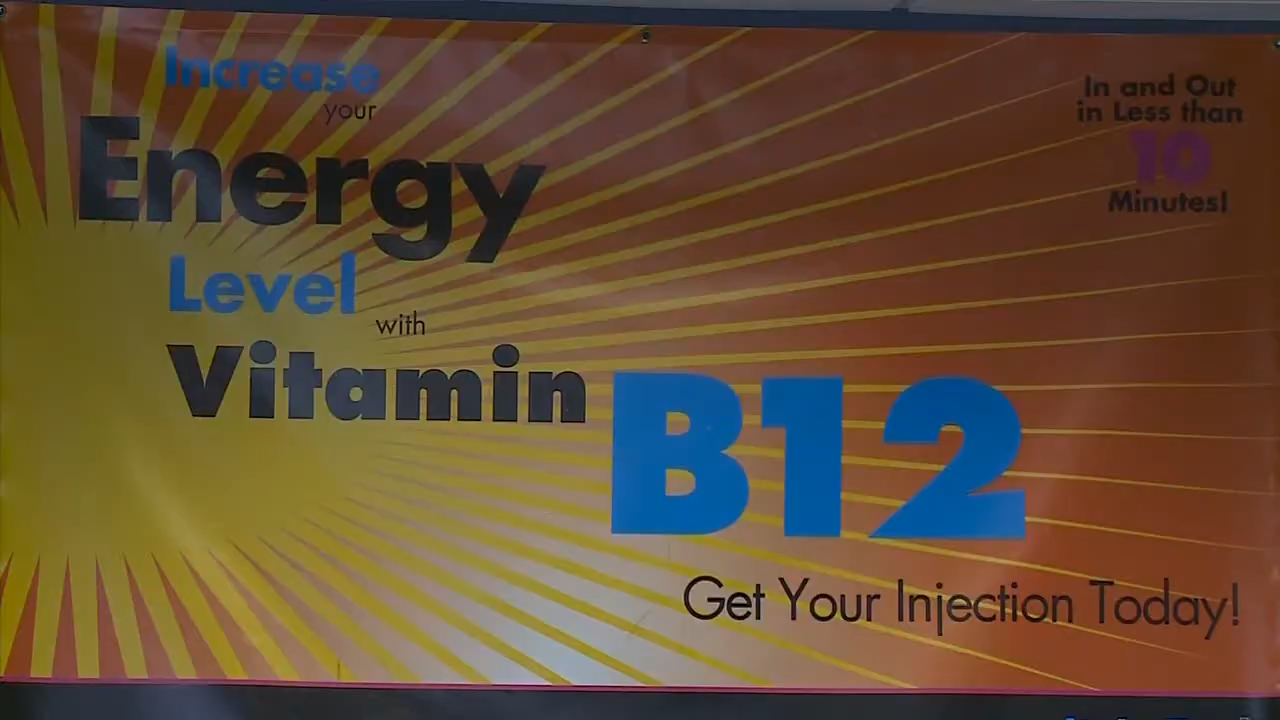 Increase
your
Energy
Level
with
Vitamin
B12
Get Your Injection Today!
In and Out
in Less than
10
Minutes!